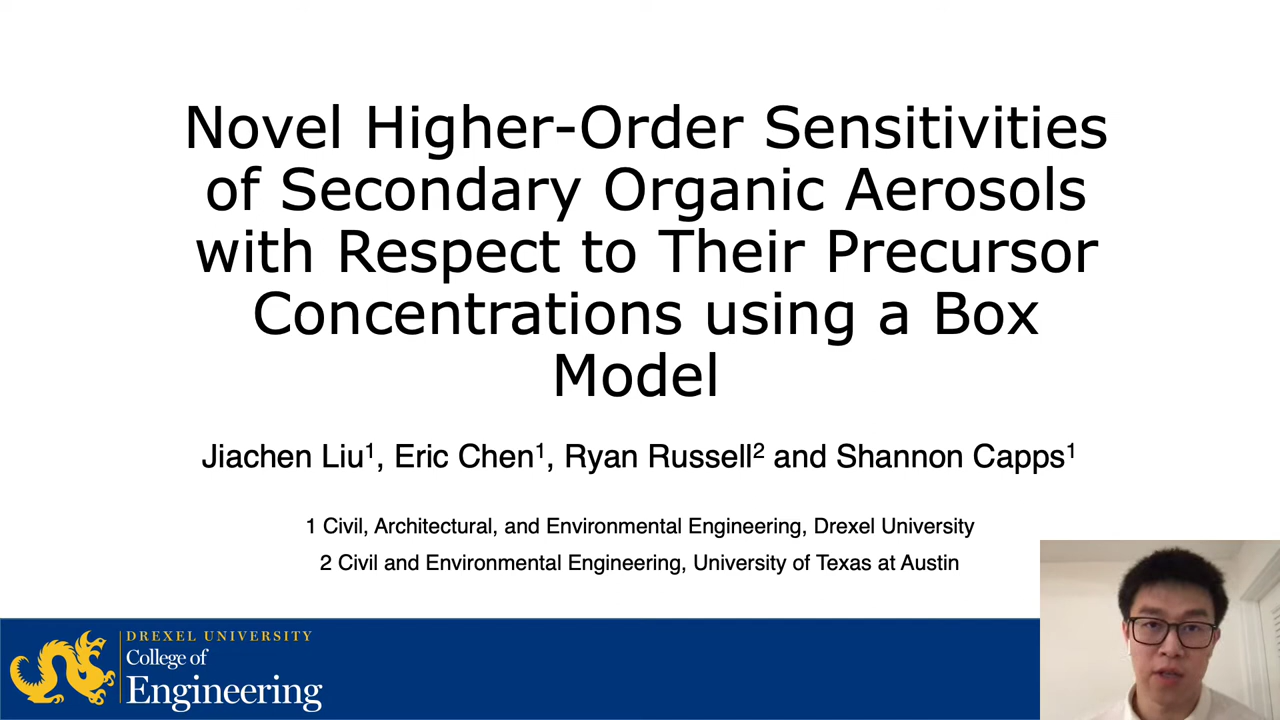 Novel Higher-Order Sensitivities
of Secondary Organic Aerosols
with Respect to Their Precursor
Concentrations using a Box
Model
Jiachen Liu¹, Eric Chen¹, Ryan Russell² and Shannon Capps¹
1 Civil, Architectural, and Environmental Engineering, Drexel University
2 Civil and Environmental Engineering, University of Texas at Austin
DREXEL UNIVERSITY
College of
Engineering